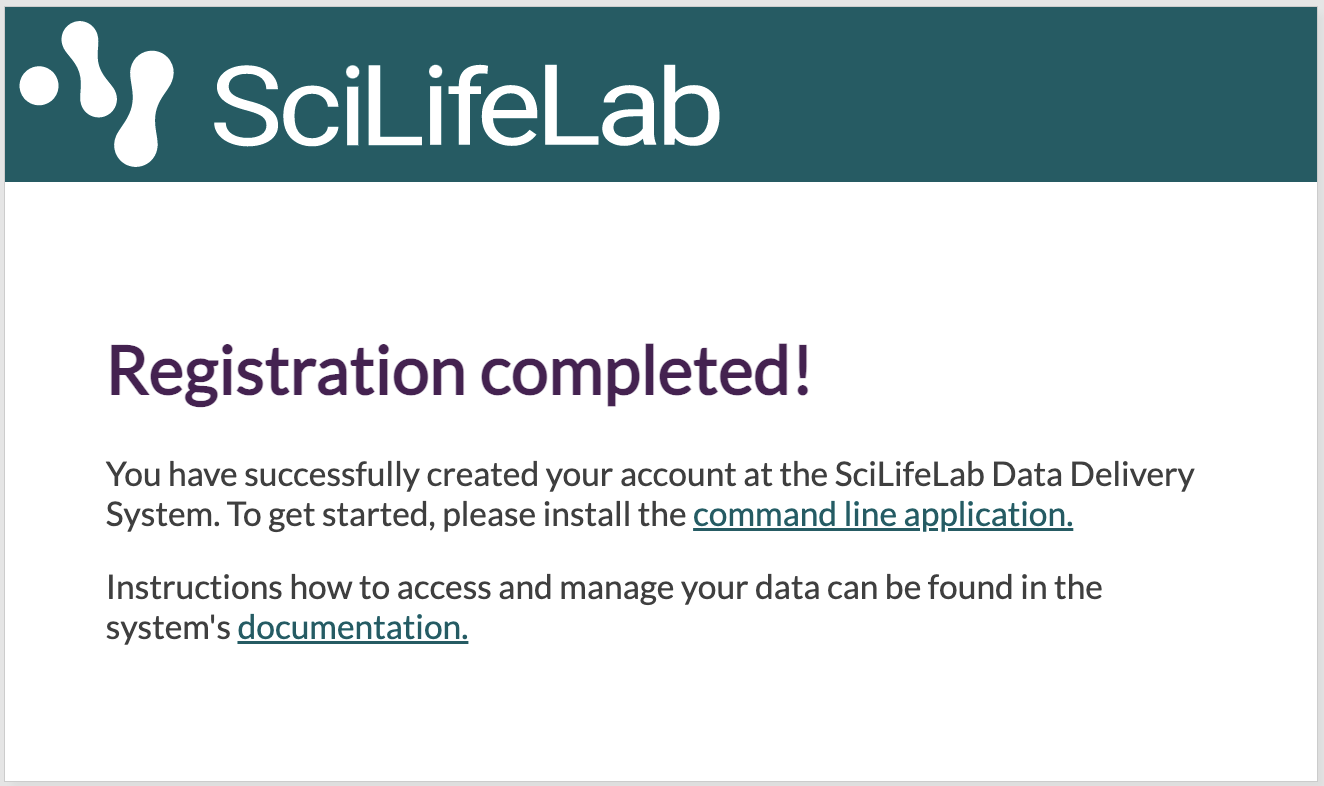 SciLifeLab
Registration completed!
You have successfully created your account at the SciLifeLab Data Delivery
System. To get started, please install the command line application.
Instructions how to access and manage your data can be found in the
system's documentation.